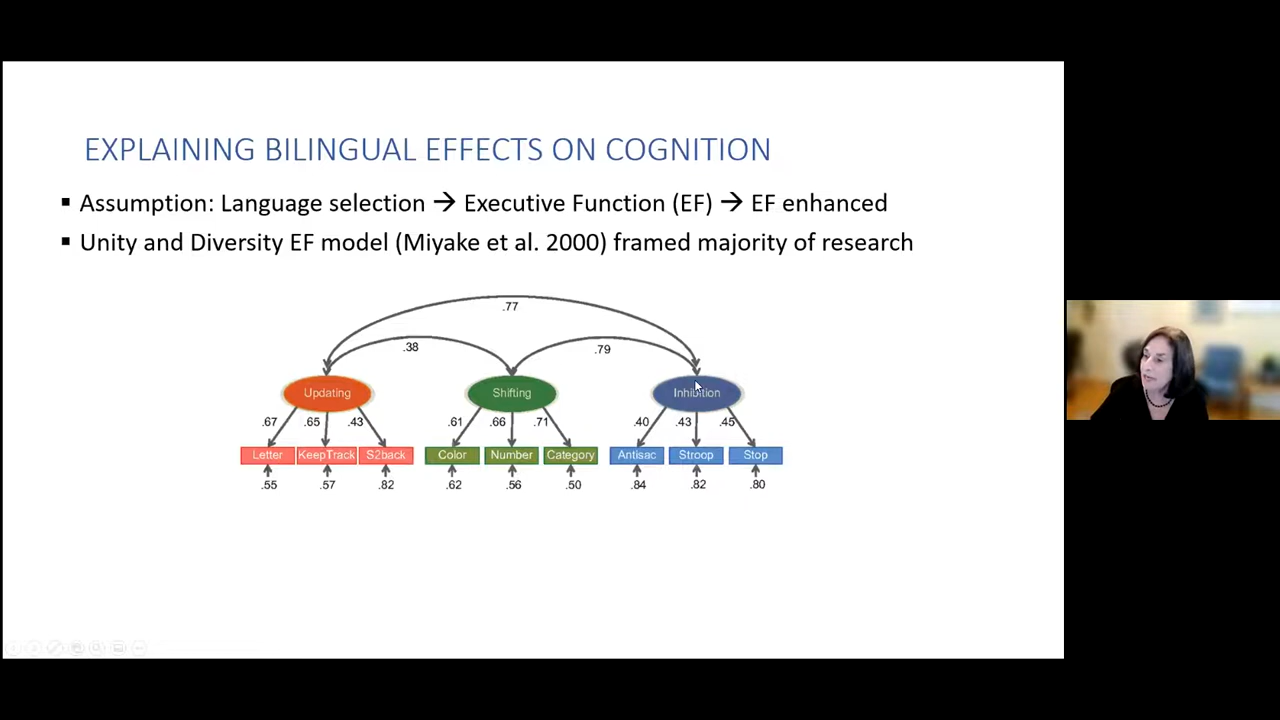 EXPLAINING BILINGUAL EFFECTS ON COGNITION
▪ Assumption: Language selection → Executive Function (EF) → EF enhanced
▪ Unity and Diversity EF model (Miyake et al. 2000) framed majority of research
.77
.38 .79
Updating Shifting Inhibition
.67 .65 .43 .61 .66 .71 .40 .43 .45
Letter KeepTrack S2back Color Number Category Antisac Stroop Stop
.55 .57 .82 .62 .56 .50 .84 .82 .80